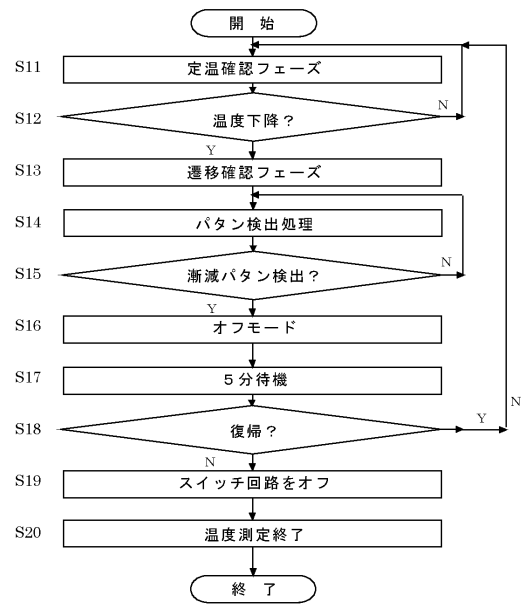 開 始
S11 定温確認フェーズ
S12 温度下降？ N
Y
S13 遷移確認フェーズ
S14 パタン検出処理
S15 漸減パタン検出？ N
Y
S16 オフモード
S17 ５分待機
N
S18 復帰？ Y
N
S19 スイッチ回路をオフ
S20 温度測定終了
終 了